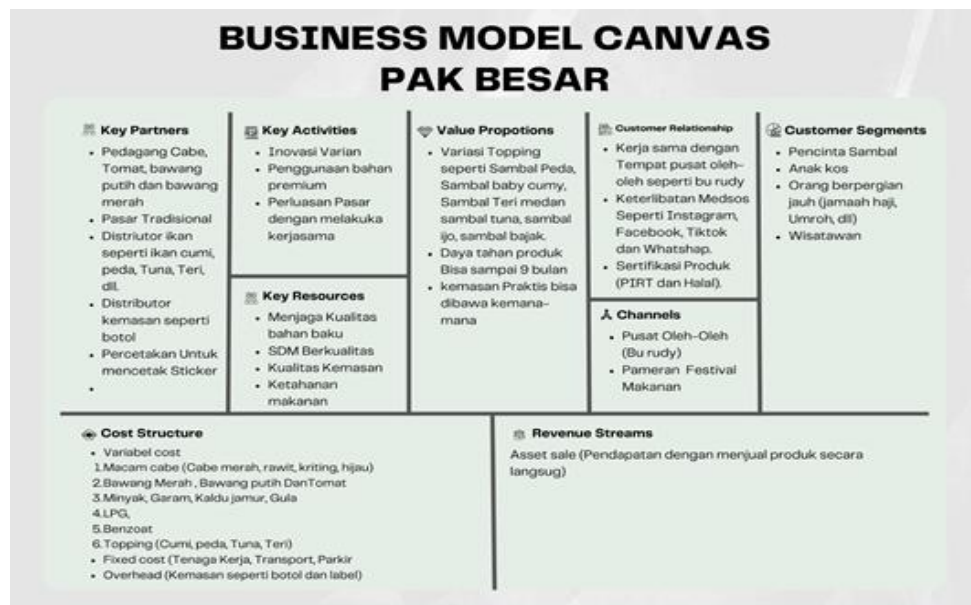 BUSINESS MODEL CANVAS
PAK BESAR
Key Partners
• Pedagang Cabe,
Tomat, bawang
putih dan bawang
merah
• Pasar Tradisional
• Distriutor ikan
seperti ikan cumi,
peda, Tuna, Teri,
dll.
• Distributor
kemasan seperti
botol
• Percetakan Untuk
mencetak Sticker
•
Key Activities
• Inovasi Varian
• Penggunaan bahan
premium
• Perluasan Pasar
dengan melakuka
kerjasama
Key Resources
• Menjaga Kualitas
bahan baku
• SDM Berkualitas
• Kualitas Kemasan
• Ketahanan
makanan
Value Propotions
• Variasi Topping
seperti Sambal Peda,
Sambal baby cumy,
Sambal Teri medan
sambal tuna, sambal
ijo, sambal bajak.
• Daya tahan produk
Bisa sampai 9 bulan
• kemasan Praktis bisa
dibawa kemana-
mana
Customer Relationship
• Kerja sama dengan
Tempat pusat oleh-
oleh seperti bu rudy
• Keterlibatan Medsos
Seperti Instagram,
Facebook, Tiktok
dan Whatshap.
• Sertifikasi Produk
(PIRT dan Halal).
Channels
• Pusat Oleh-Oleh
(Bu rudy)
• Pameran Festival
Makanan
Customer Segments
• Pencinta Sambal
• Anak kos
• Orang berpergian
jauh (jamaah haji,
Umroh, dll)
• Wisatawan
Cost Structure
• Variabel cost
1.Macam cabe (Cabe merah, rawit, kriting, hijau)
2.Bawang Merah , Bawang putih DanTomat
3.Minyak, Garam, Kaldu jamur, Gula
4.LPG,
5.Benzoat
6.Topping (Cumi, peda, Tuna, Teri)
• Fixed cost (Tenaga Kerja, Transport, Parkir
• Overhead (Kemasan seperti botol dan label)
Revenue Streams
Asset sale (Pendapatan dengan menjual produk secara
langsug)